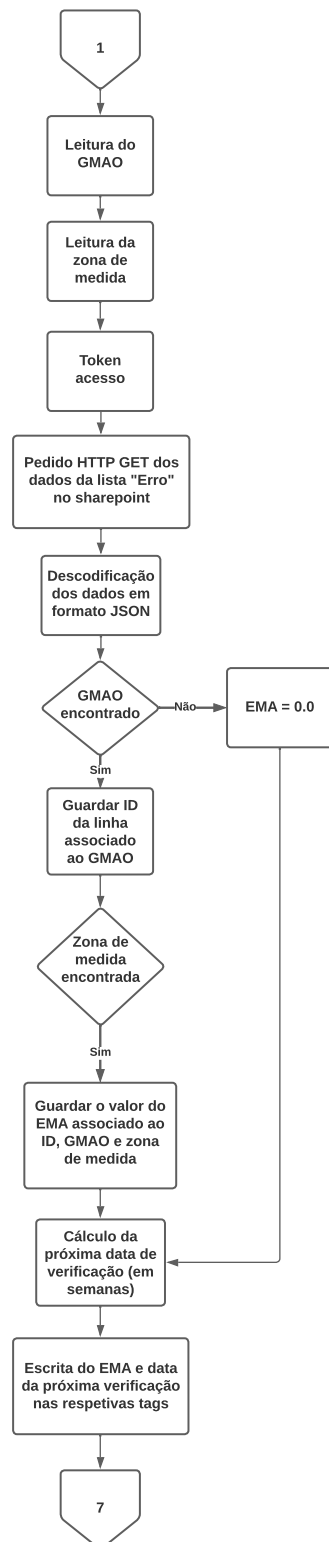 1
Leitura do
GMAO
Leitura da
zona de
medida
Token
acesso
Pedido HTTP GET dos
dados da lista "Erro"
no sharepoint
Descodificação
dos dados em
formato JSON
GMAO
encontrado
Não
EMA = 0.0
Sim
Guardar ID
da linha
associado
ao GMAO
Zona de
medida
encontrada
Sim
Guardar o valor do
EMA associado ao
ID, GMAO e zona
de medida
Cálculo da
próxima data de
verificação (em
semanas)
Escrita do EMA e data
da próxima verificação
nas respetivas tags
7